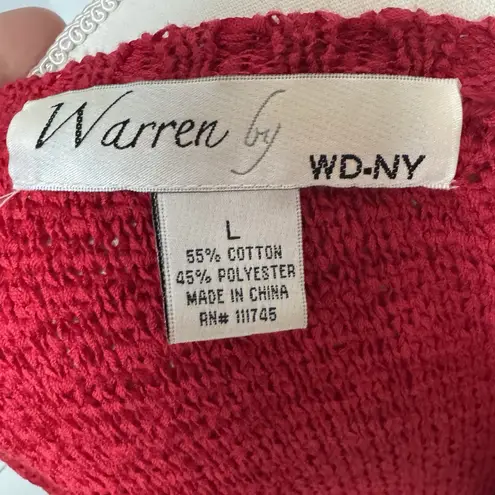 Warren by
WD-NY
L
55% COTTON
45% POLYESTER
MADE IN CHINA
RN# 111745